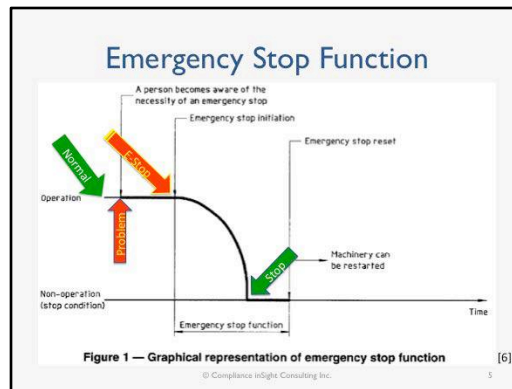 Emergency Stop Function
A person becomes aware of the
necessity of an emergency stop
Emergency stop initiation
Emergency stop reset
Normal
E-Stop
Operation
Problem
Stop
Machinery can
be restarted
Non-operation
(stop condition)
Time
Emergency stop function
Figure 1 — Graphical representation of emergency stop function
[6]
© Compliance inSight Consulting Inc.
5